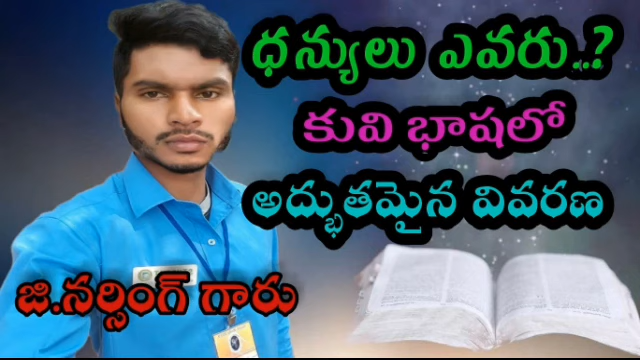 ధన్యులు ఎవరు..?
కువి భాషలో
అద్భుతమైన వివరణ
జి.నర్సింగ్ గారు